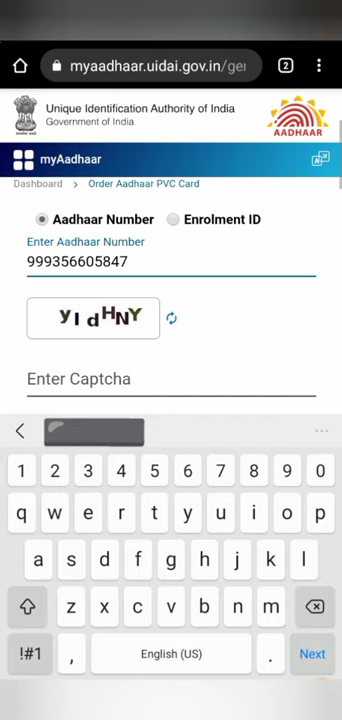 myaadhaar.uidai.gov.in/ger
2
Unique Identification Authority of India
Government of India
AADHAAR
myAadhaar
Dashboard > Order Aadhaar PVC Card
Aadhaar Number Enrolment ID
Enter Aadhaar Number
999356605847
yIdHNY
Enter Captcha
1 2 3 4 5 6 7 8 9 0
q w e r t y u i o p
a s d f g h j k l
z x c v b n m
!#1 , English (US) . Next